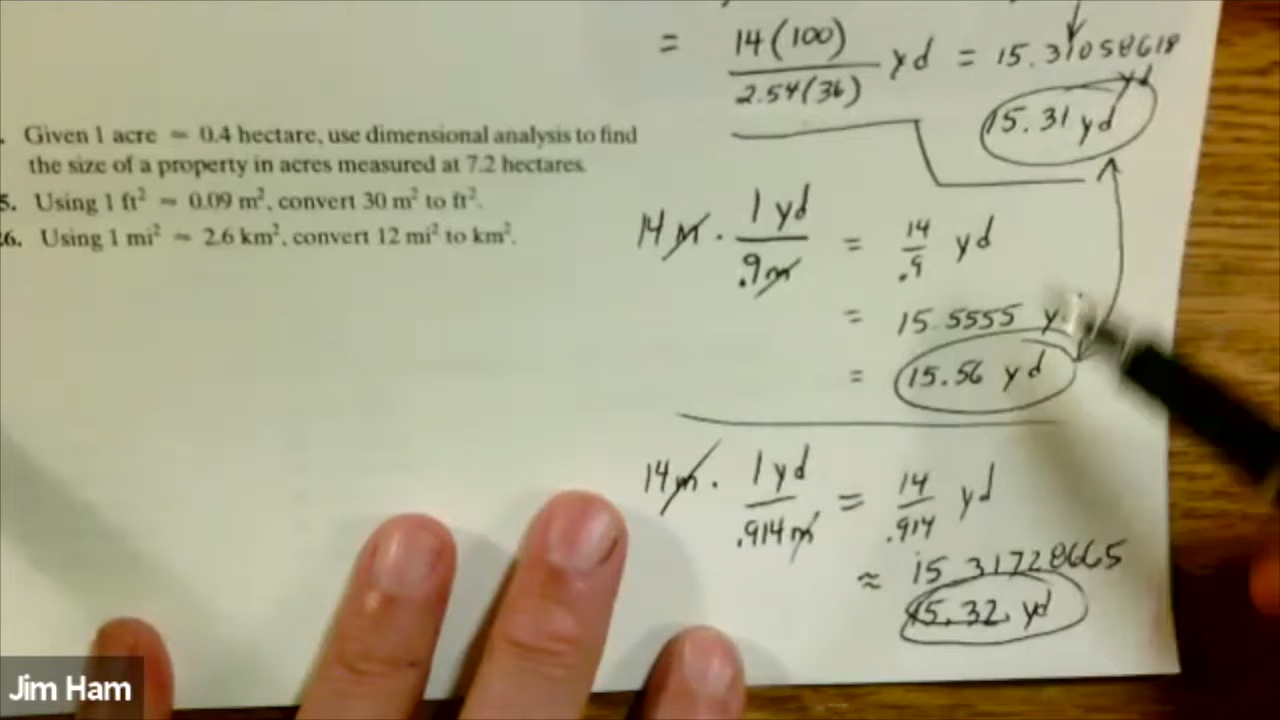 = 14(100) / 2.54(36) yd = 15.31058618 yd
15.31 yd
Given 1 acre ≈ 0.4 hectare, use dimensional analysis to find
the size of a property in acres measured at 7.2 hectares.
5. Using 1 ft² ≈ 0.09 m², convert 30 m² to ft².
26. Using 1 mi² ≈ 2.6 km², convert 12 mi² to km².
14 m · 1 yd / .9 m = 14 / .9 yd
= 15.5555 y
= 15.56 yd
14 m · 1 yd / .914 m = 14 / .914 yd
≈ 15.31728665
15.32 yd
Jim Ham